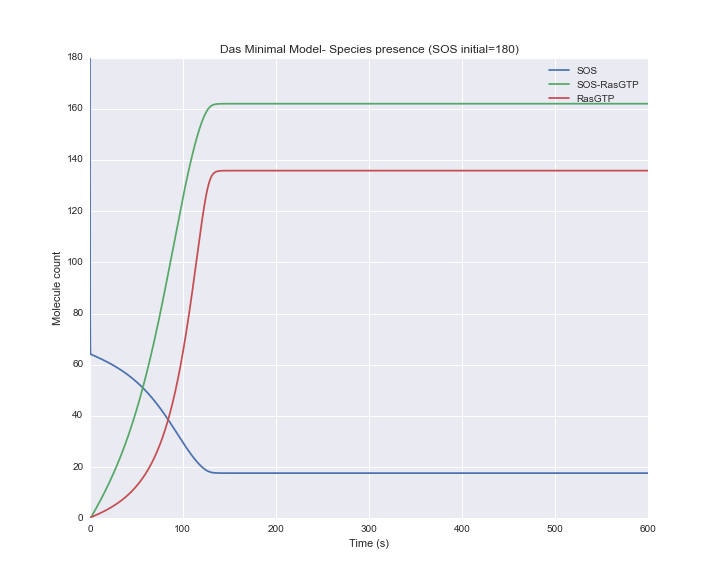 Das Minimal Model- Species presence (SOS initial=180)
180
160
140
120
100
80
60
40
20
0
Molecule count
SOS
SOS-RasGTP
RasGTP
0 100 200 300 400 500 600
Time (s)